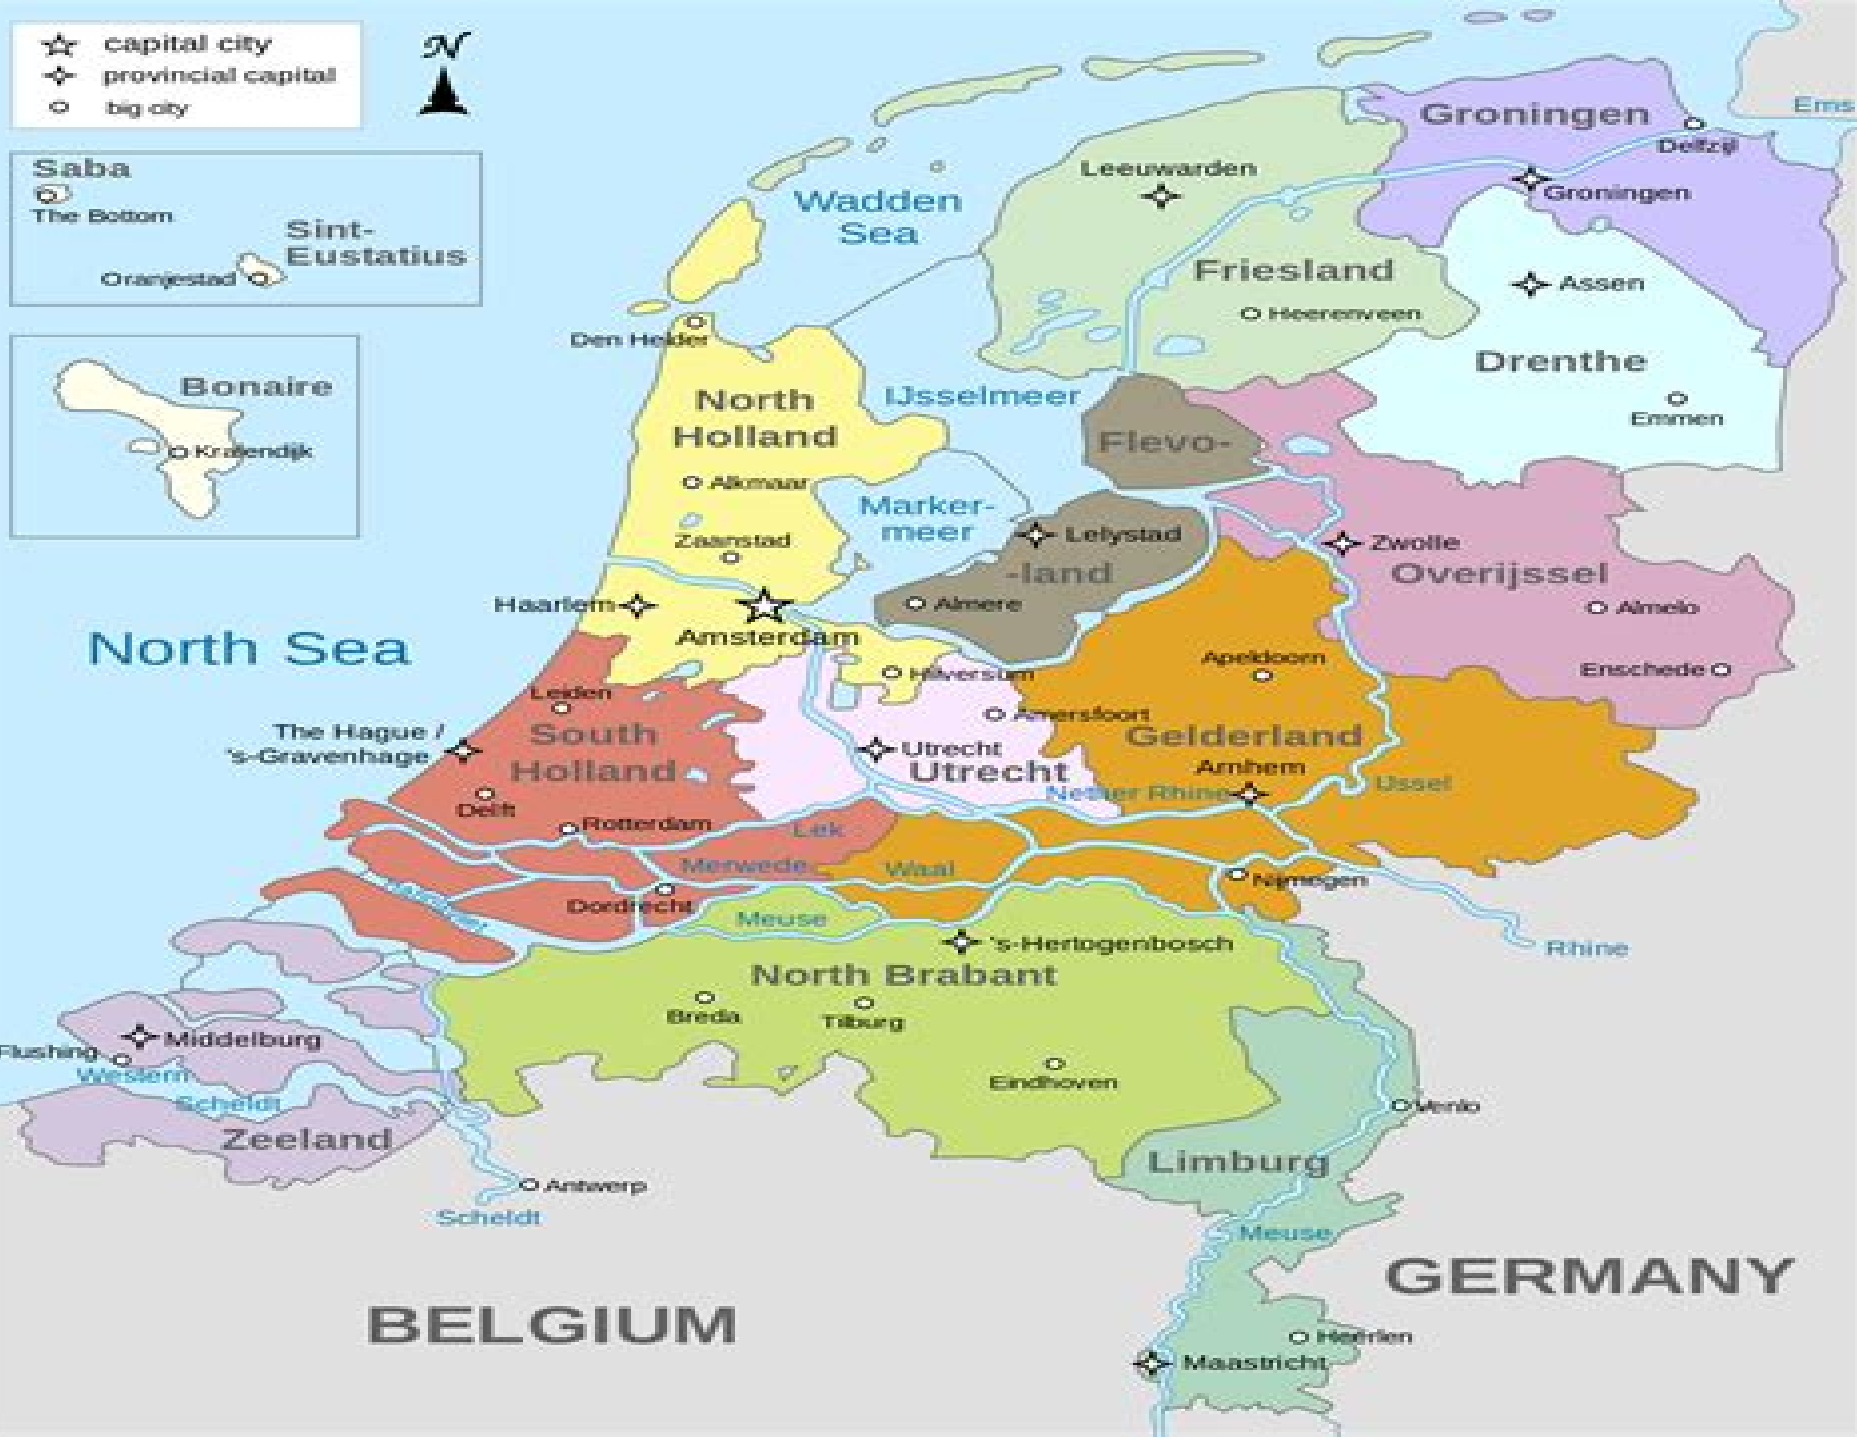 capital city
provincial capital
big city
N
Saba
The Bottom
Sint-
Eustatius
Oranjestad
Bonaire
Kralendijk
North Sea
Wadden
Sea
Ems
Groningen
Delfzijl
Groningen
Leeuwarden
Friesland
Heerenveen
Assen
Drenthe
Emmen
Den Helder
North
Holland
IJsselmeer
Alkmaar
Marker-
meer
Zaanstad
Haarlem
Amsterdam
Hilversum
Flevo-
Lelystad
-land
Almere
Zwolle
Overijssel
Almelo
Enschede
Leiden
The Hague /
's-Gravenhage
South
Holland
Delft
Rotterdam
Dordrecht
Amersfoort
Utrecht
Utrecht
Apeldoorn
Gelderland
Arnhem
Nether Rhine
IJssel
Lek
Merwede
Waal
Nijmegen
Meuse
Rhine
's-Hertogenbosch
North Brabant
Breda
Tilburg
Eindhoven
Middelburg
Flushing
Western
Scheldt
Zeeland
Antwerp
Scheldt
Venlo
Limburg
Meuse
Heerlen
Maastricht
BELGIUM
GERMANY